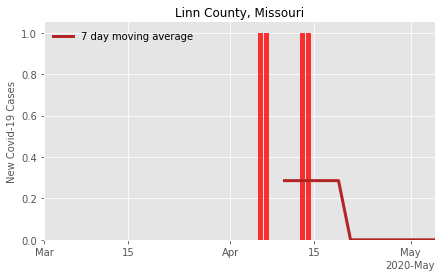 Linn County, Missouri
7 day moving average
New Covid-19 Cases
1.0
0.8
0.6
0.4
0.2
0.0
Mar 15 Apr 15 May
2020-May